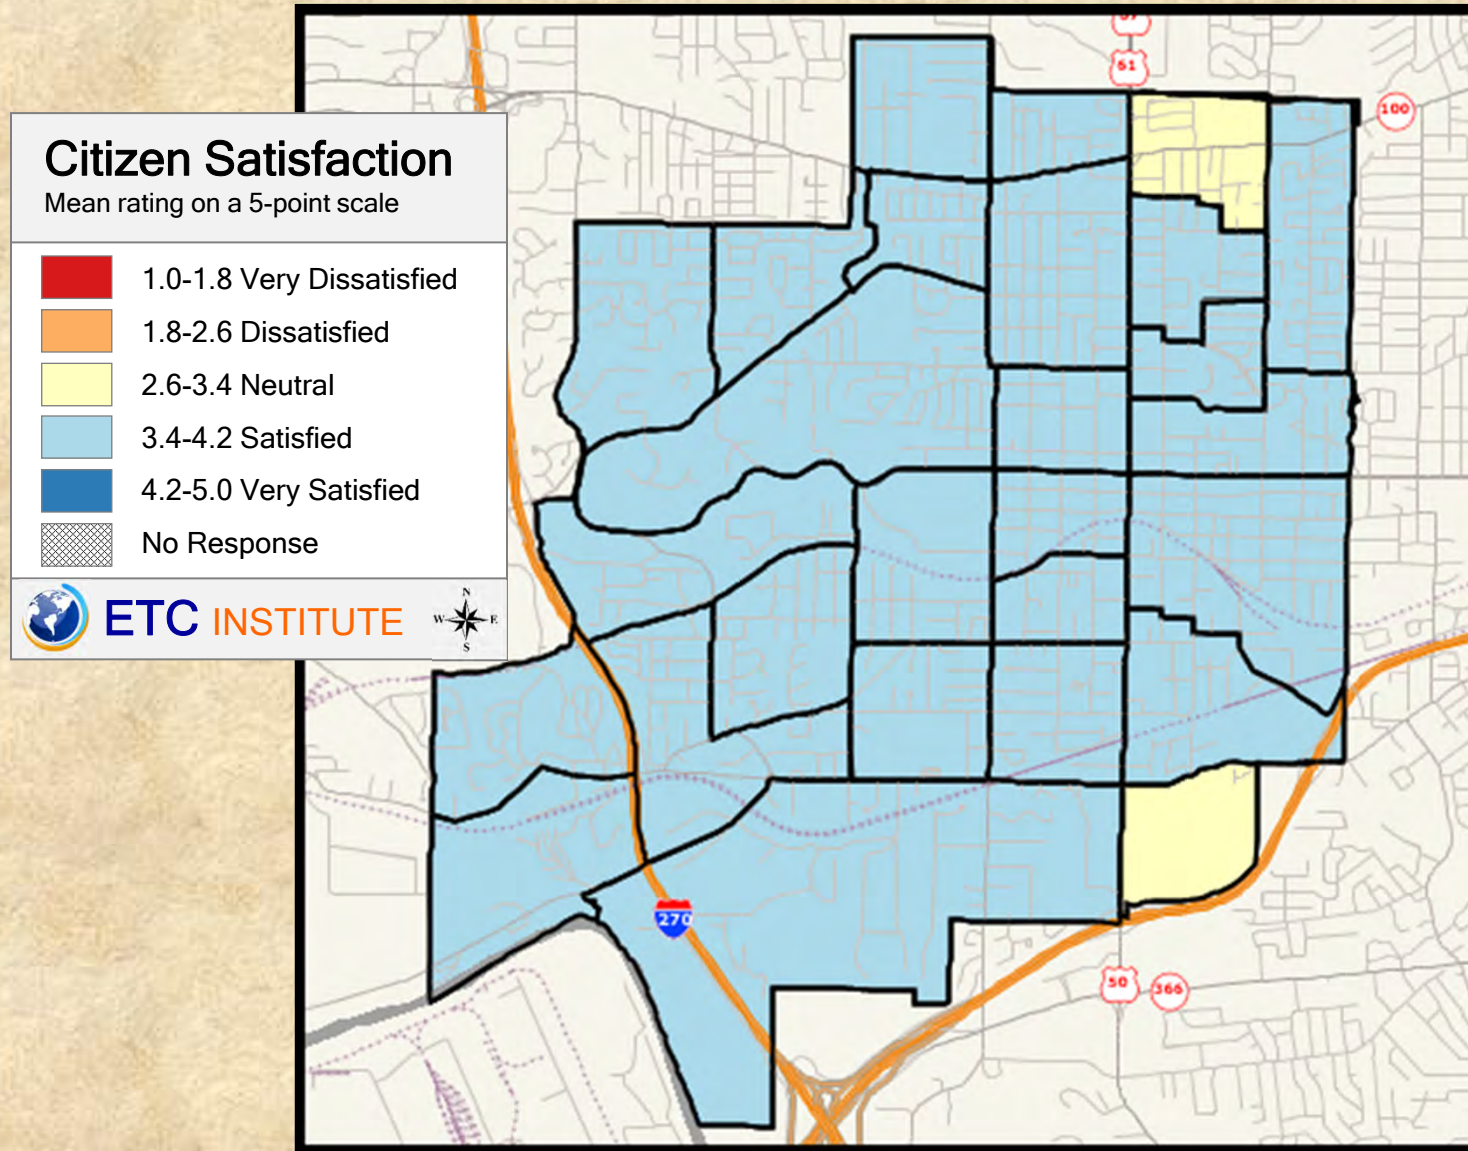 Citizen Satisfaction
Mean rating on a 5-point scale
1.0-1.8 Very Dissatisfied
1.8-2.6 Dissatisfied
2.6-3.4 Neutral
3.4-4.2 Satisfied
4.2-5.0 Very Satisfied
No Response
ETC INSTITUTE
N
W E
S
61
100
270
50 366